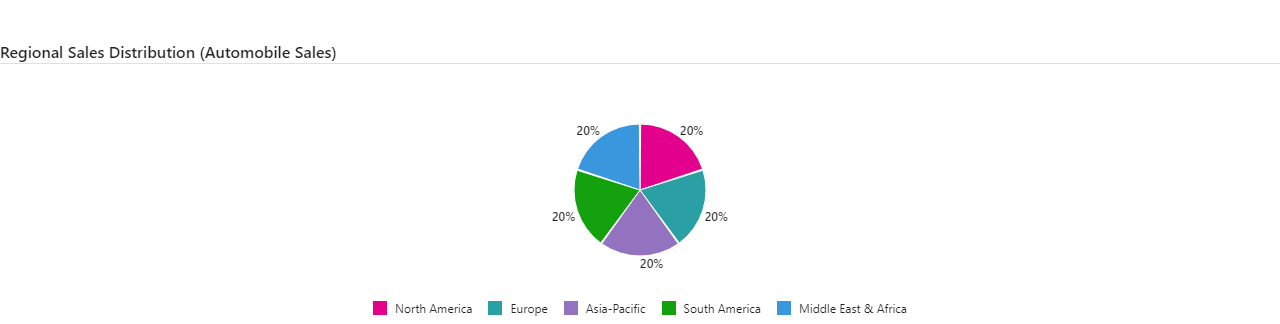 Regional Sales Distribution (Automobile Sales)
20% 20%
20% 20%
20%
North America Europe Asia-Pacific South America Middle East & Africa